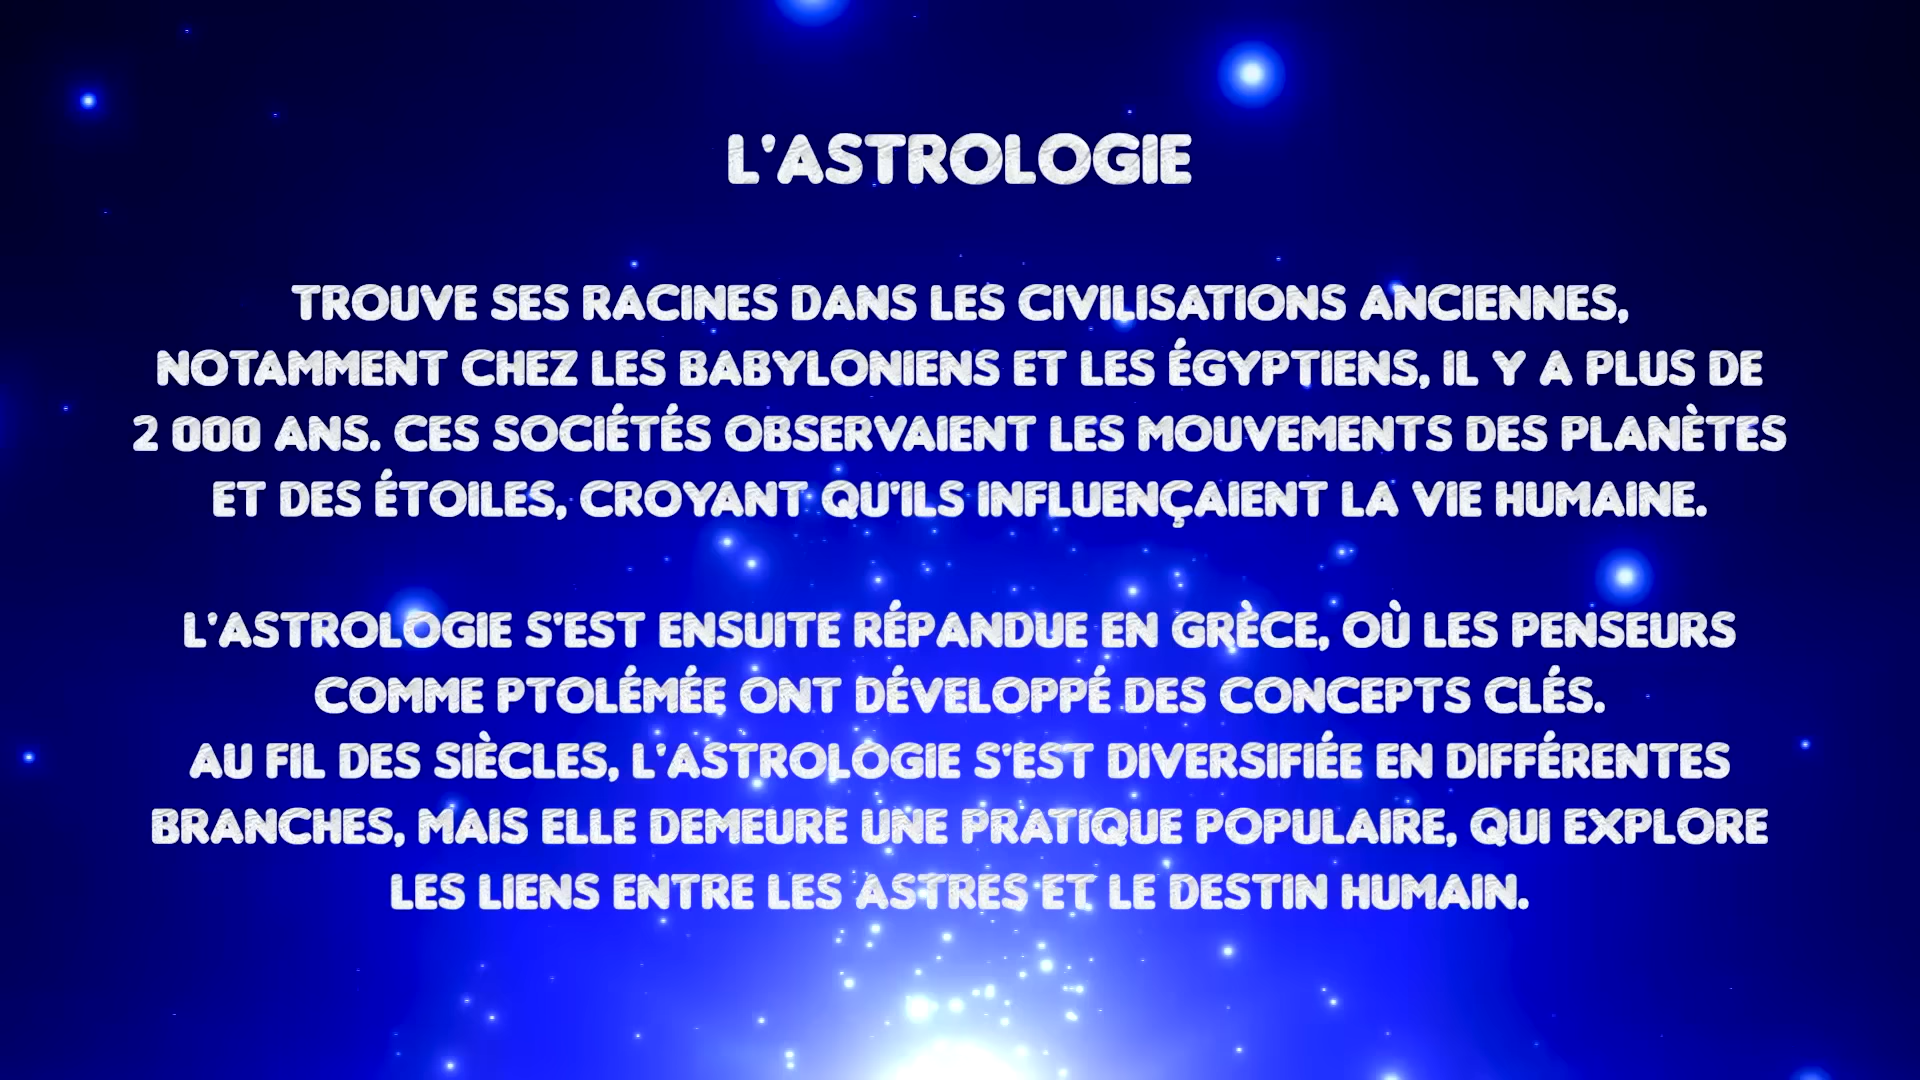 L'ASTROLOGIE
TROUVE SES RACINES DANS LES CIVILISATIONS ANCIENNES,
NOTAMMENT CHEZ LES BABYLONIENS ET LES ÉGYPTIENS, IL Y A PLUS DE
2 000 ANS. CES SOCIÉTÉS OBSERVAIENT LES MOUVEMENTS DES PLANÈTES
ET DES ÉTOILES, CROYANT QU'ILS INFLUENÇAIENT LA VIE HUMAINE.
L'ASTROLOGIE S'EST ENSUITE RÉPANDUE EN GRÈCE, OÙ LES PENSEURS
COMME PTOLÉMÉE ONT DÉVELOPPÉ DES CONCEPTS CLÉS.
AU FIL DES SIÈCLES, L'ASTROLOGIE S'EST DIVERSIFIÉE EN DIFFÉRENTES
BRANCHES, MAIS ELLE DEMEURE UNE PRATIQUE POPULAIRE, QUI EXPLORE
LES LIENS ENTRE LES ASTRES ET LE DESTIN HUMAIN.